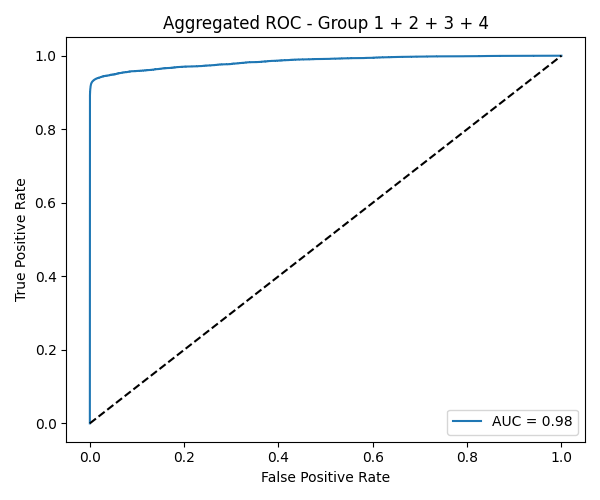 Aggregated ROC - Group 1 + 2 + 3 + 4
True Positive Rate
1.0
0.8
0.6
0.4
0.2
0.0
AUC = 0.98
0.0 0.2 0.4 0.6 0.8 1.0
False Positive Rate